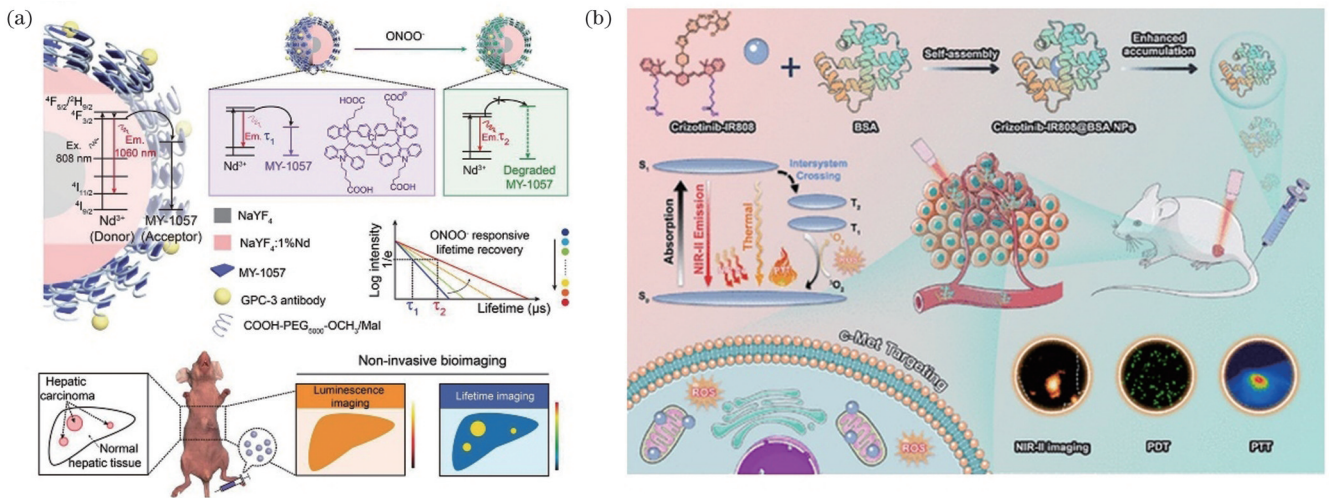 (a)
ONOO⁻
⁴F₅/₂/²H₉/₂
⁴F₃/₂
Ex.
808 nm
Em.
1060 nm
⁴I₁₁/₂
⁴I₉/₂
Nd³⁺
(Donor)
MY-1057
(Acceptor)
Em. τ₁
Nd³⁺
MY-1057
HOOC
COO⁻
COOH
COOH
Em. τ₂
Nd³⁺
Degraded
MY-1057
NaYF₄
NaYF₄:1%Nd
MY-1057
GPC-3 antibody
COOH-PEG₅₀₀₀-OCH₃/Mal
Log intensity
1/e
ONOO⁻ responsive
lifetime recovery
τ₁
τ₂
Lifetime (μs)
Hepatic
carcinoma
Normal
hepatic tissue
Non-invasive bioimaging
Luminescence
imaging
Lifetime imaging
(b)
Crizotinib-IR808
+
BSA
Self-assembly
Crizotinib-IR808@BSA NPs
Enhanced
accumulation
S₁
Intersystem
Crossing
T₂
T₁
Absorption
NIR-II Emission
Thermal
S₀
c-Met Targeting
ROS
ROS
NIR-II imaging
PDT
PTT